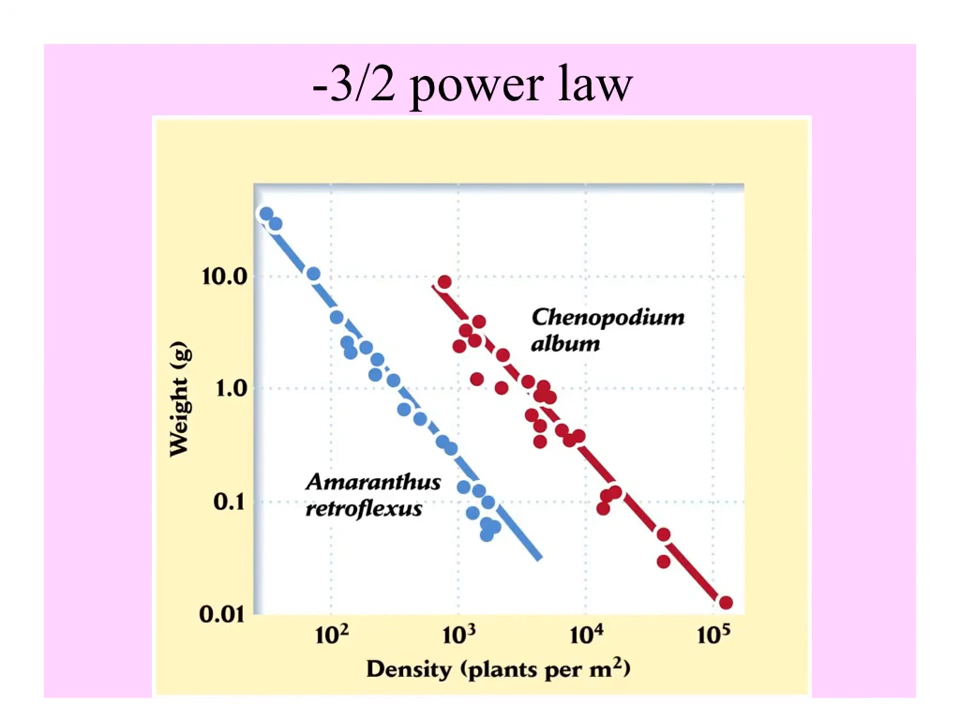 -3/2 power law
10.0
1.0
0.1
0.01
Weight (g)
Chenopodium
album
Amaranthus
retroflexus
10² 10³ 10⁴ 10⁵
Density (plants per m²)